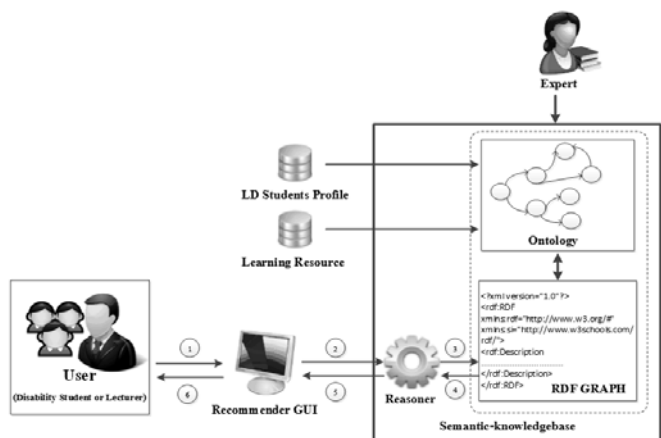 Expert
LD Students Profile
Learning Resource
Ontology
<?xml version="1.0"?>
<rdf:RDF
xmlns:rdf="http://www.w3.org/#"
xmlns:si="http://www.w3schools.com/
rdf/">
<rdf:Description
...............................
</rdf:Description>
</rdf:RDF>
RDF GRAPH
1
2
3
4
5
6
User
(Disability Student or Lecturer)
Recommender GUI
Reasoner
Semantic-knowledgebase